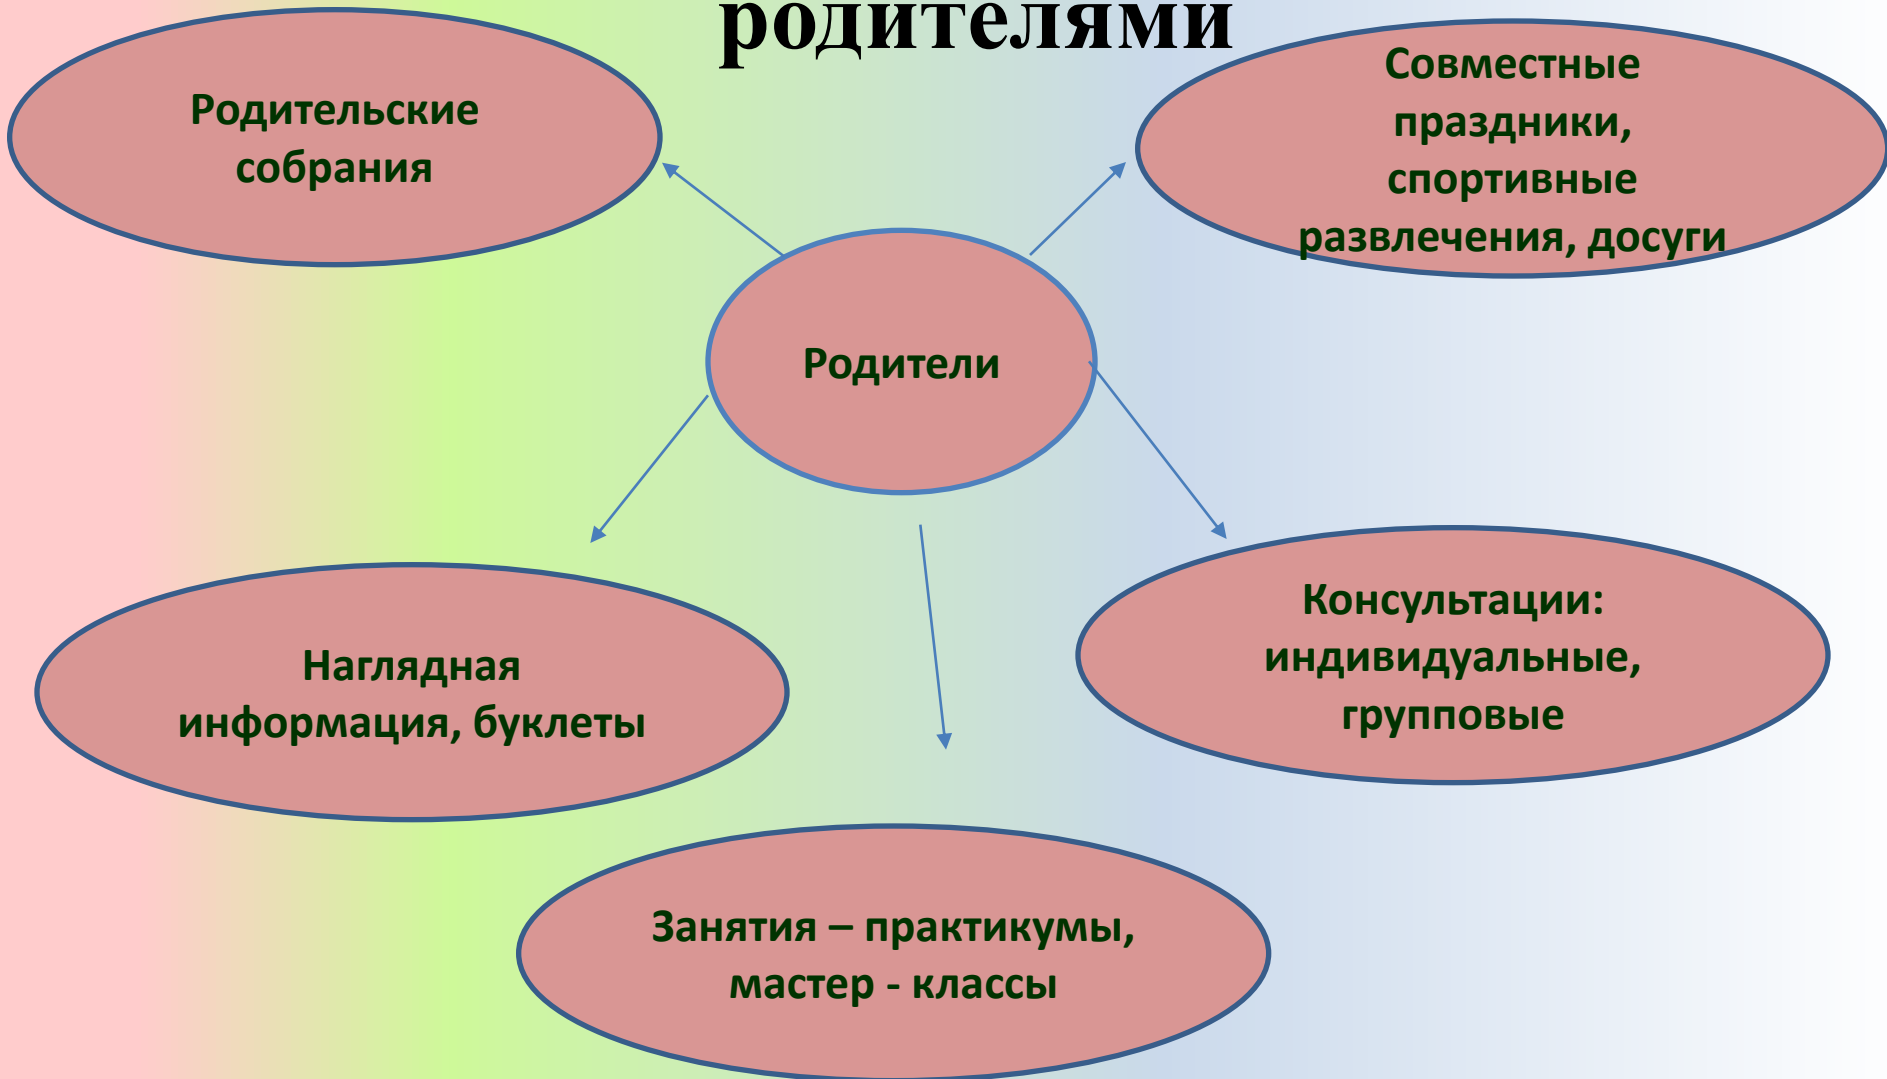 родителями
Родительские
собрания
Совместные
праздники,
спортивные
развлечения, досуги
Родители
Наглядная
информация, буклеты
Консультации:
индивидуальные,
групповые
Занятия – практикумы,
мастер - классы